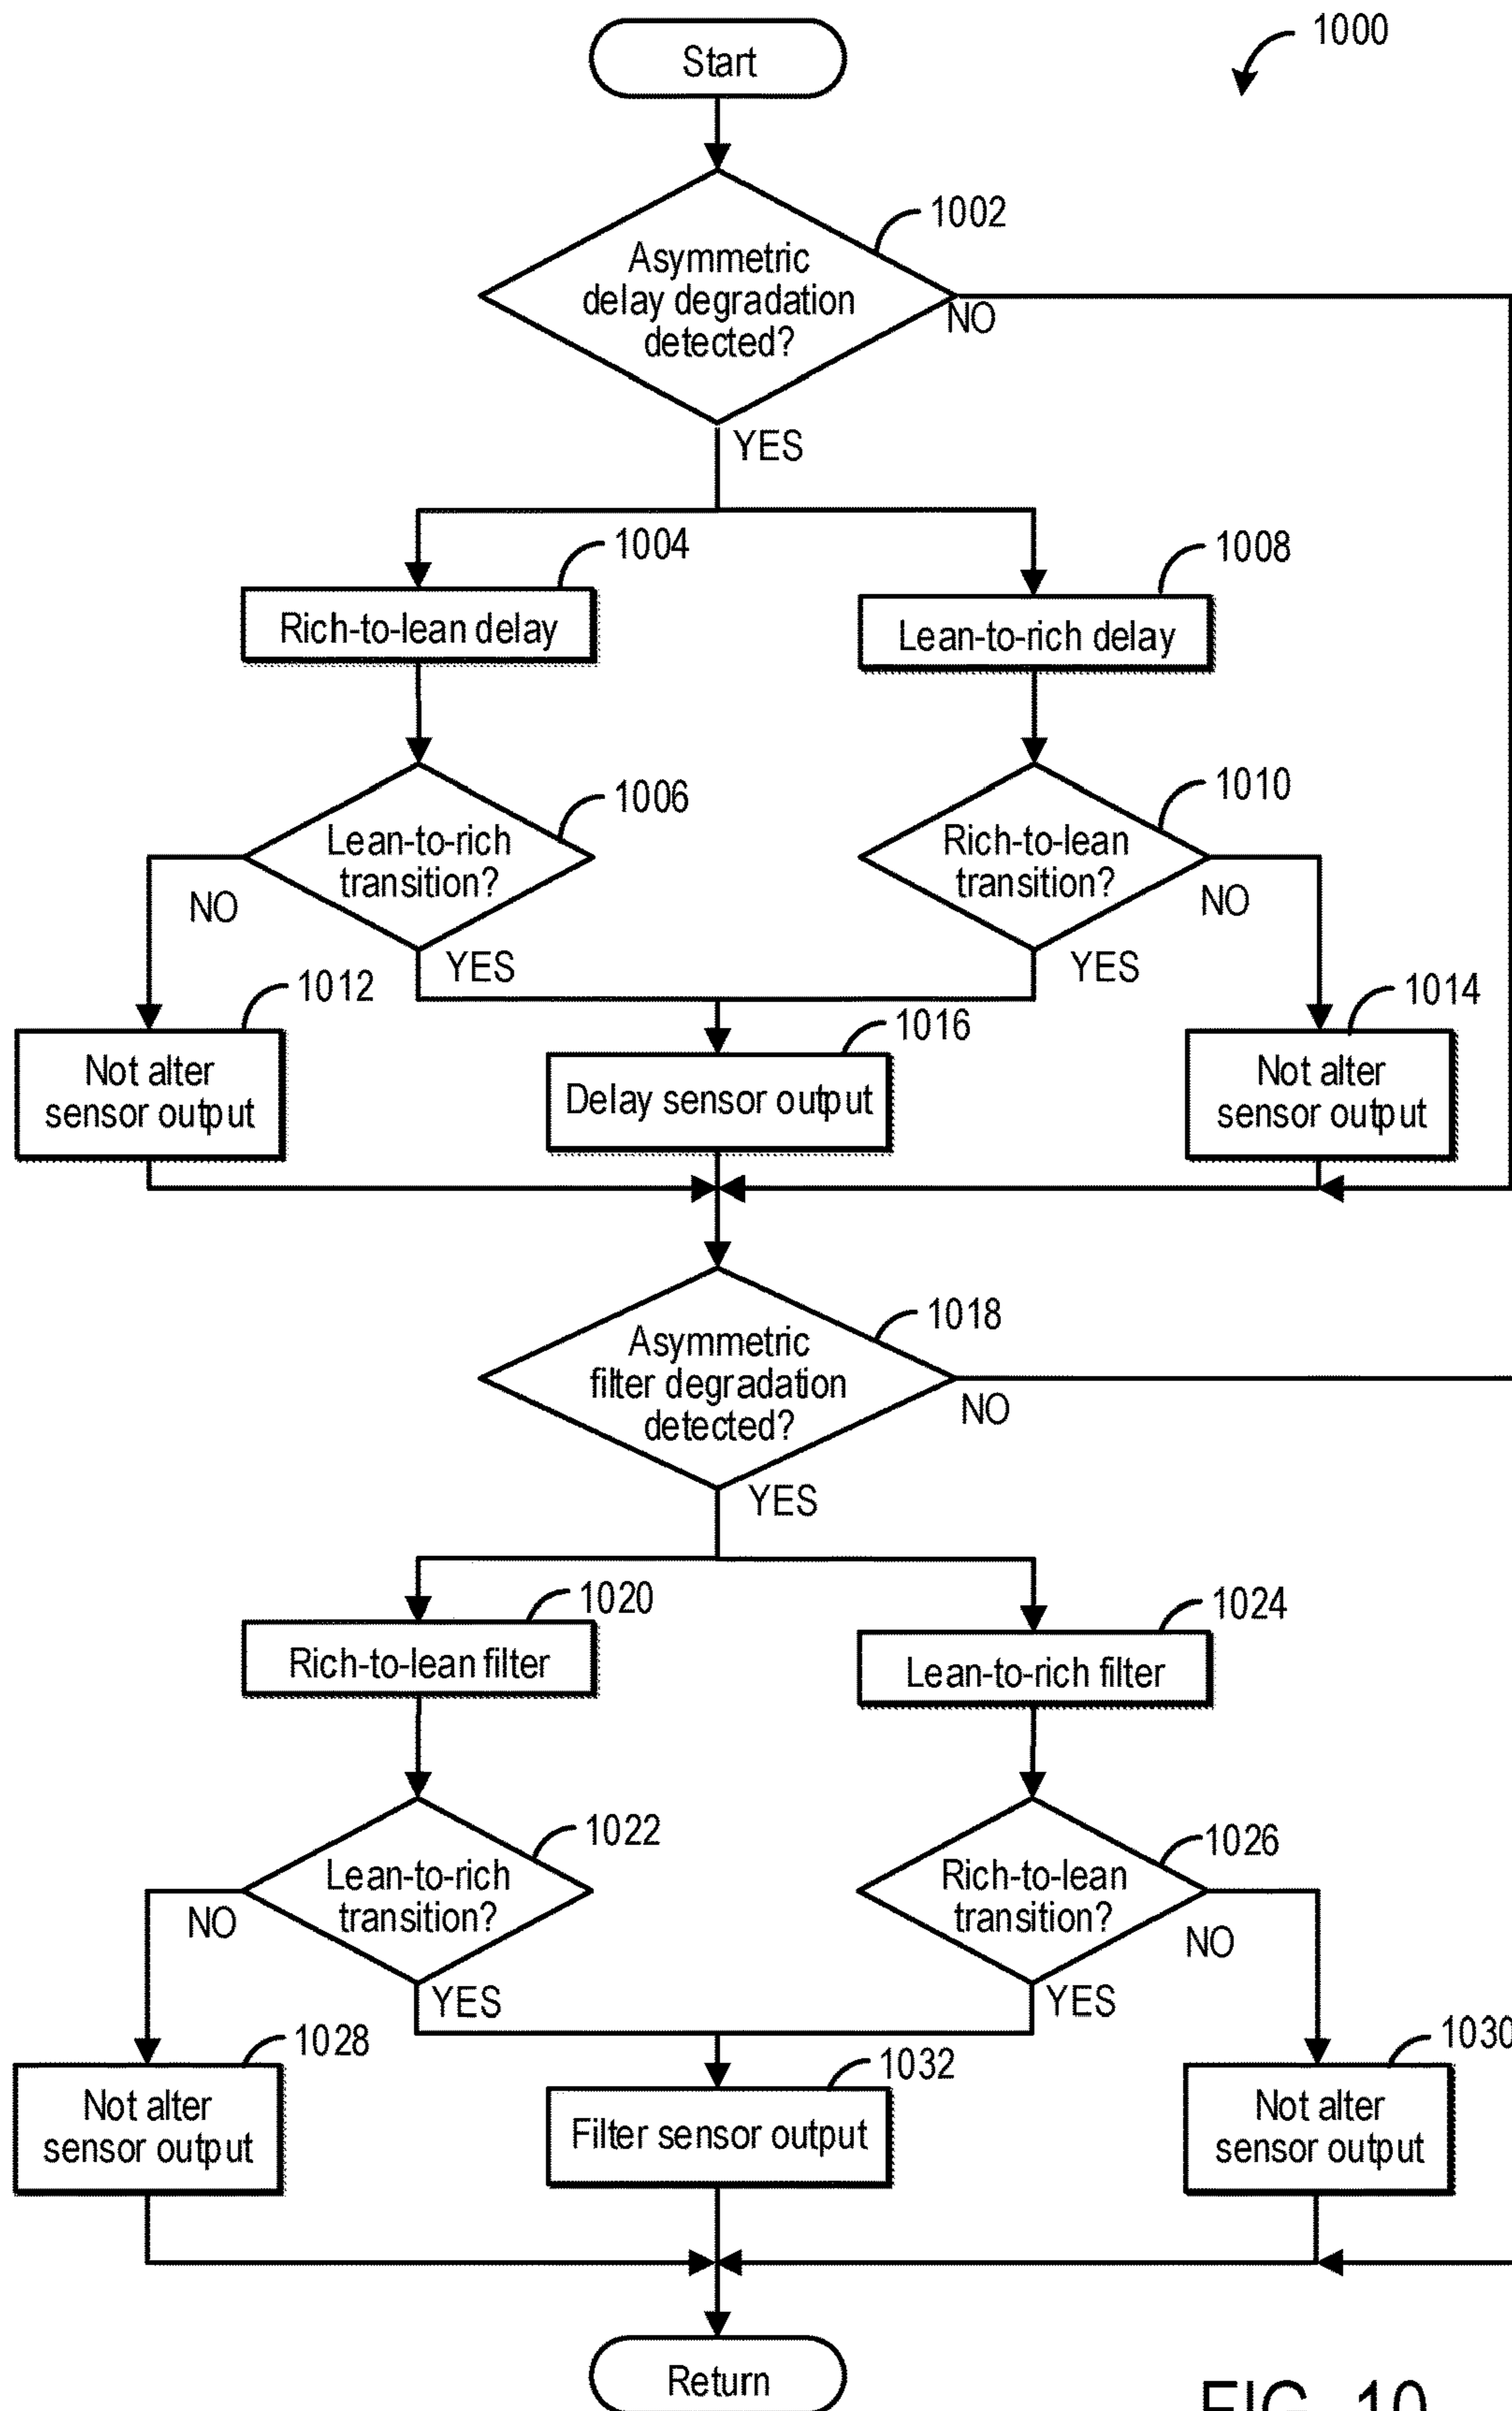 1000
Start
1002
Asymmetric
delay degradation
detected?
NO
YES
1004
1008
Rich-to-lean delay
Lean-to-rich delay
1006
1010
Lean-to-rich
transition?
Rich-to-lean
transition?
NO
NO
YES
YES
1012
1014
1016
Not alter
sensor output
Delay sensor output
Not alter
sensor output
1018
Asymmetric
filter degradation
detected?
NO
YES
1020
1024
Rich-to-lean filter
Lean-to-rich filter
1022
1026
Lean-to-rich
transition?
Rich-to-lean
transition?
NO
NO
YES
YES
1028
1030
1032
Not alter
sensor output
Filter sensor output
Not alter
sensor output
Return
FIG. 10